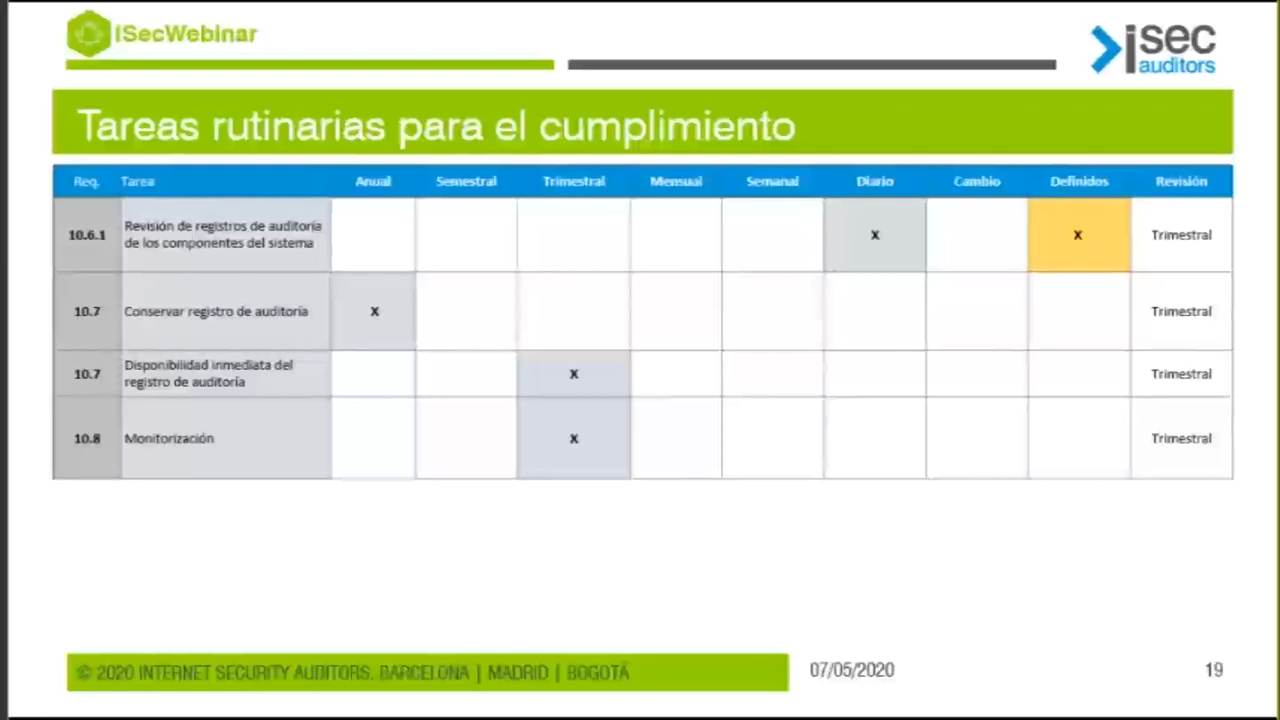 ISecWebinar
isec
auditors
Tareas rutinarias para el cumplimiento
Req. Tarea Anual Semestral Trimestral Mensual Semanal Diario Cambio Definidos Revisión
10.6.1 Revisión de registros de auditoría de los componentes del sistema X X Trimestral
10.7 Conservar registro de auditoría X Trimestral
10.7 Disponibilidad inmediata del registro de auditoría X Trimestral
10.8 Monitorización X Trimestral
© 2020 INTERNET SECURITY AUDITORS. BARCELONA | MADRID | BOGOTÁ 07/05/2020 19